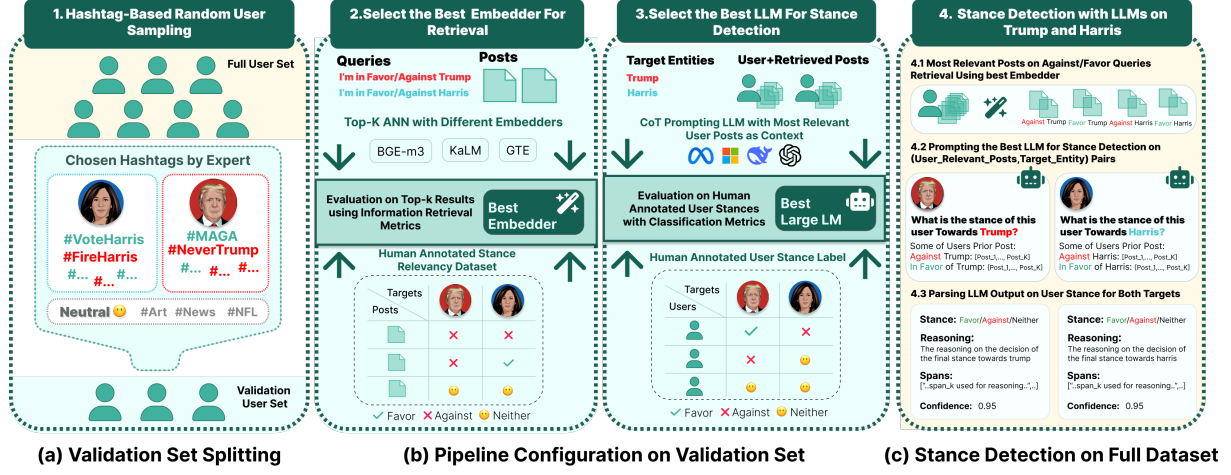 1. Hashtag-Based Random User
Sampling
Full User Set
Chosen Hashtags by Expert
#VoteHarris
#FireHarris
#...
#...
#...
#MAGA
#NeverTrump
#...
#...
#...
Neutral
#Art
#News
#NFL
Validation
User Set
(a) Validation Set Splitting
2.Select the Best Embedder For
Retrieval
Queries
Posts
I'm in Favor/Against Trump
I'm in Favor/Against Harris
Top-K ANN with Different Embedders
BGE-m3
KaLM
GTE
Evaluation on Top-k Results
using Information Retrieval
Metrics
Best
Embedder
Human Annotated Stance
Relevancy Dataset
Targets
Posts
Favor
Against
Neither
3.Select the Best LLM For Stance
Detection
Target Entities
User+Retrieved Posts
Trump
Harris
CoT Prompting LLM with Most Relevant
User Posts as Context
Evaluation on Human
Annotated User Stances
with Classification Metrics
Best
Large LM
Human Annotated User Stance Label
Targets
Users
Favor
Against
Neither
(b) Pipeline Configuration on Validation Set
4. Stance Detection with LLMs on
Trump and Harris
4.1 Most Relevant Posts on Against/Favor Queries
Retrieval Using best Embedder
Against Trump
Favor Trump
Against Harris
Favor Harris
4.2 Prompting the Best LLM for Stance Detection on
(User_Relevant_Posts,Target_Entity) Pairs
What is the stance of this
user Towards Trump?
Some of Users Prior Post:
Against Trump: [Post_1,..., Post_K]
In Favor of Trump: [Post_1,..., Post_K]
What is the stance of this
user Towards Harris?
Some of Users Prior Post:
Against Harris: [Post_1,..., Post_K]
In Favor of Harris: [Post_1,..., Post_K]
4.3 Parsing LLM Output on User Stance for Both Targets
Stance: Favor/Against/Neither
Reasoning:
The reasoning on the decision of
the final stance towards trump
Spans:
["..span_k used for reasoning..",..]
Confidence: 0.95
Stance: Favor/Against/Neither
Reasoning:
The reasoning on the decision of
the final stance towards harris
Spans:
["..span_k used for reasoning..",..]
Confidence: 0.95
(c) Stance Detection on Full Dataset